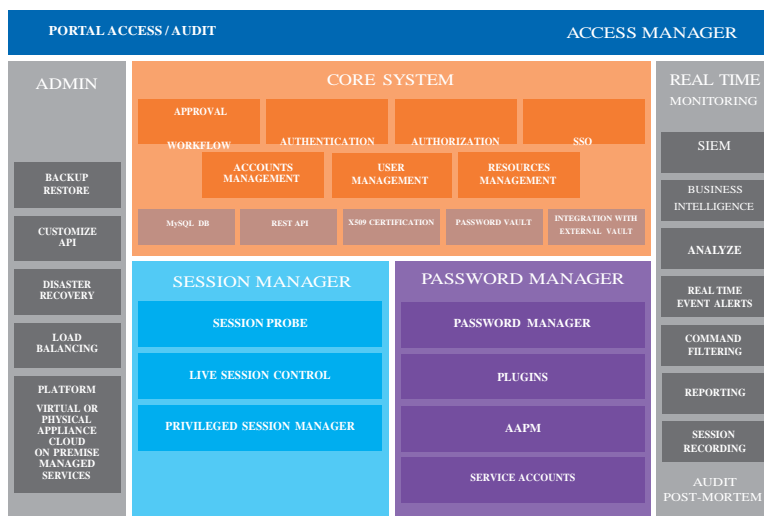 PORTAL ACCESS / AUDIT
ACCESS MANAGER
ADMIN
BACKUP
RESTORE
CUSTOMIZE
API
DISASTER
RECOVERY
LOAD
BALANCING
PLATFORM
VIRTUAL OR
PHYSICAL
APPLIANCE
CLOUD
ON PREMISE
MANAGED
SERVICES
CORE SYSTEM
APPROVAL
WORKFLOW
AUTHENTICATION
AUTHORIZATION
SSO
ACCOUNTS
MANAGEMENT
USER
MANAGEMENT
RESOURCES
MANAGEMENT
MySQL DB
REST API
X509 CERTIFICATION
PASSWORD VAULT
INTEGRATION WITH
EXTERNAL VAULT
SESSION MANAGER
SESSION PROBE
LIVE SESSION CONTROL
PRIVILEGED SESSION MANAGER
PASSWORD MANAGER
PASSWORD MANAGER
PLUGINS
AAPM
SERVICE ACCOUNTS
REAL TIME
MONITORING
SIEM
BUSINESS
INTELLIGENCE
ANALYZE
REAL TIME
EVENT ALERTS
COMMAND
FILTERING
REPORTING
SESSION
RECORDING
AUDIT
POST-MORTEM